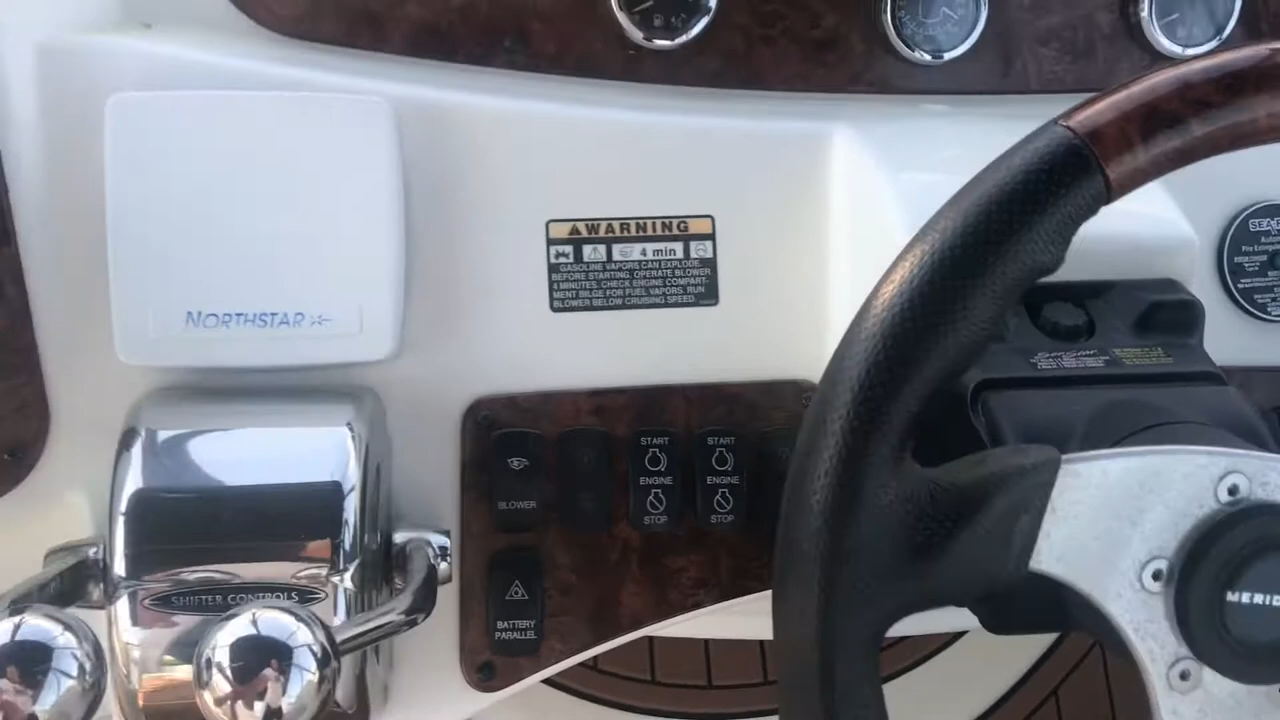 WARNING
4 min
GASOLINE VAPORS CAN EXPLODE.
BEFORE STARTING, OPERATE BLOWER
4 MINUTES. CHECK ENGINE COMPART-
MENT BILGE FOR FUEL VAPORS. RUN
BLOWER BELOW CRUISING SPEED.
NORTHSTAR
START
ENGINE
STOP
START
ENGINE
STOP
BLOWER
BATTERY
PARALLEL
SHIFTER CONTROLS